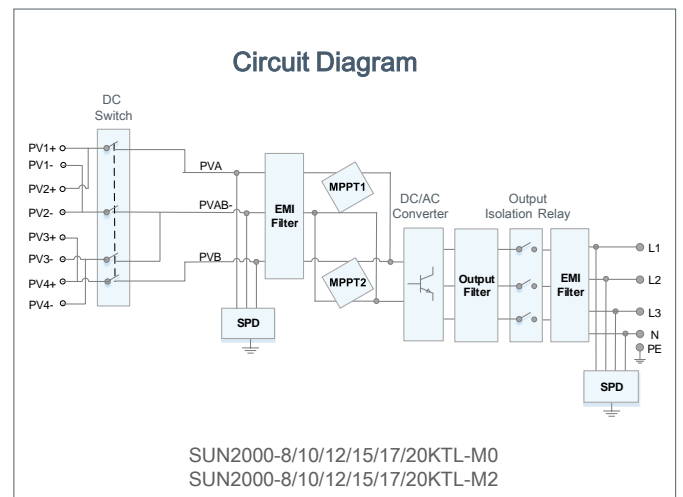 Circuit Diagram
DC
Switch
PV1+
PV1-
PV2+
PV2-
PV3+
PV3-
PV4+
PV4-
PVA
PVAB-
PVB
EMI
Filter
SPD
MPPT1
MPPT2
DC/AC
Converter
Output
Filter
Output
Isolation Relay
EMI
Filter
L1
L2
L3
N
PE
SPD
SUN2000-8/10/12/15/17/20KTL-M0
SUN2000-8/10/12/15/17/20KTL-M2